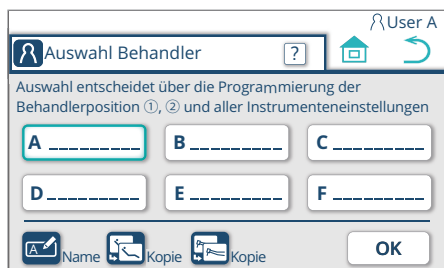 User A
Auswahl Behandler ?
Auswahl entscheidet über die Programmierung der
Behandlerposition ①, ② und aller Instrumenteneinstellungen
A _________ B _________ C _________
D _________ E _________ F _________
A Name Kopie Kopie OK